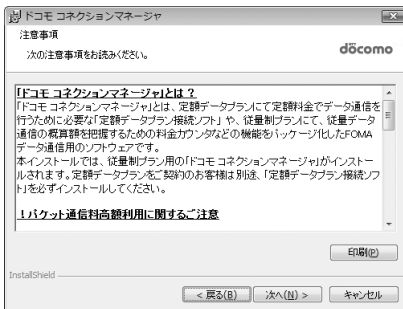 ドコモ コネクションマネージャ
注意事項
次の注意事項をお読みください。
döcomo
「ドコモ コネクションマネージャ」とは?
「ドコモ コネクションマネージャ」とは、定額データプランにて定額料金でデータ通信を
行うために必要な「定額データプラン接続ソフト」や、従量制プランにて、従量データ
通信の概算額を把握するための料金カウンタなどの機能をパッケージ化したFOMA
データ通信用のソフトウェアです。
本インストールでは、従量制プラン用の「ドコモ コネクションマネージャ」がインストー
ルされます。定額データプランをご契約のお客様は別途、「定額データプラン接続ソフ
ト」を必ずインストールしてください。
!パケット通信料高額利用に関するご注意
印刷(P)
InstallShield
< 戻る(B)
次へ(N) >
キャンセル